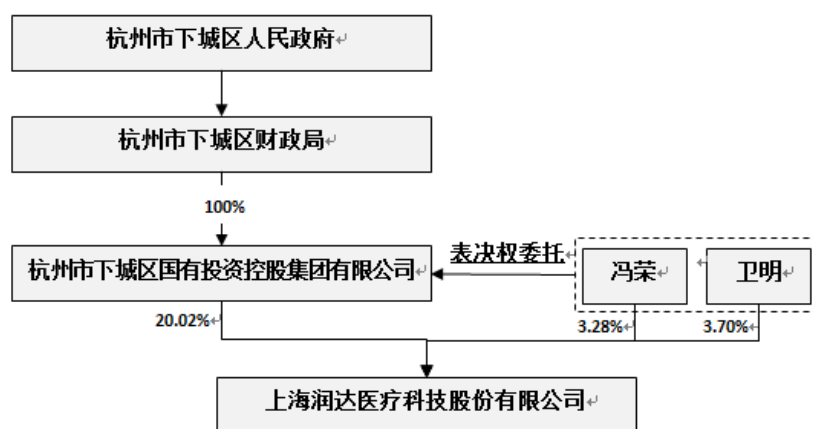 杭州市下城区人民政府
杭州市下城区财政局
100%
杭州市下城区国有投资控股集团有限公司
表决权委托
冯荣
卫明
20.02%
3.28%
3.70%
上海润达医疗科技股份有限公司